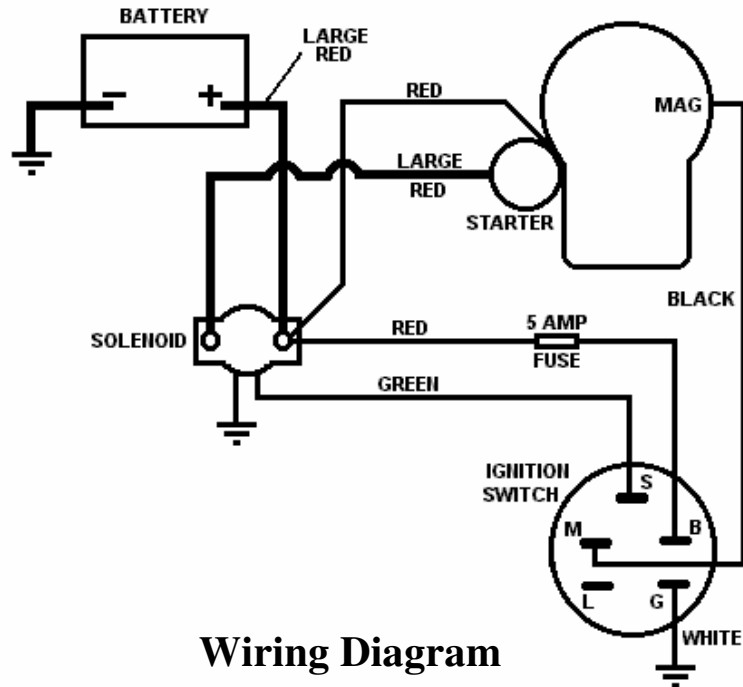 BATTERY
LARGE
RED
RED
MAG
LARGE
RED
STARTER
BLACK
SOLENOID
RED
5 AMP
FUSE
GREEN
IGNITION
SWITCH
S
M
B
L
G
WHITE
Wiring Diagram